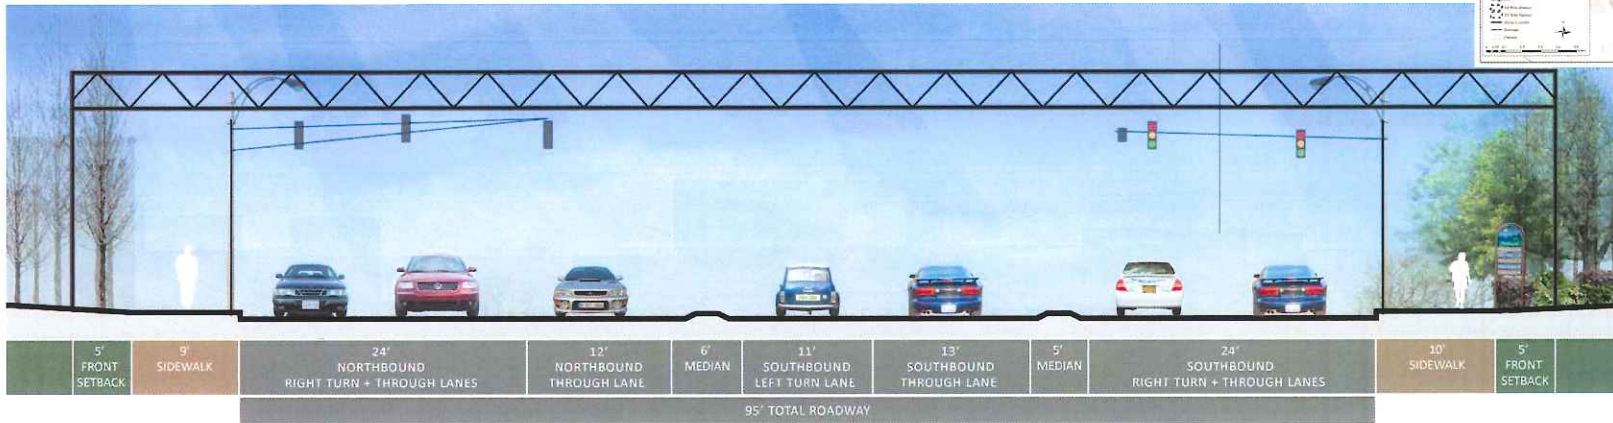 5'
FRONT
SETBACK
9'
SIDEWALK
24'
NORTHBOUND
RIGHT TURN + THROUGH LANES
12'
NORTHBOUND
THROUGH LANE
6'
MEDIAN
11'
SOUTHBOUND
LEFT TURN LANE
13'
SOUTHBOUND
THROUGH LANE
5'
MEDIAN
24'
SOUTHBOUND
RIGHT TURN + THROUGH LANES
10'
SIDEWALK
5'
FRONT
SETBACK
95' TOTAL ROADWAY